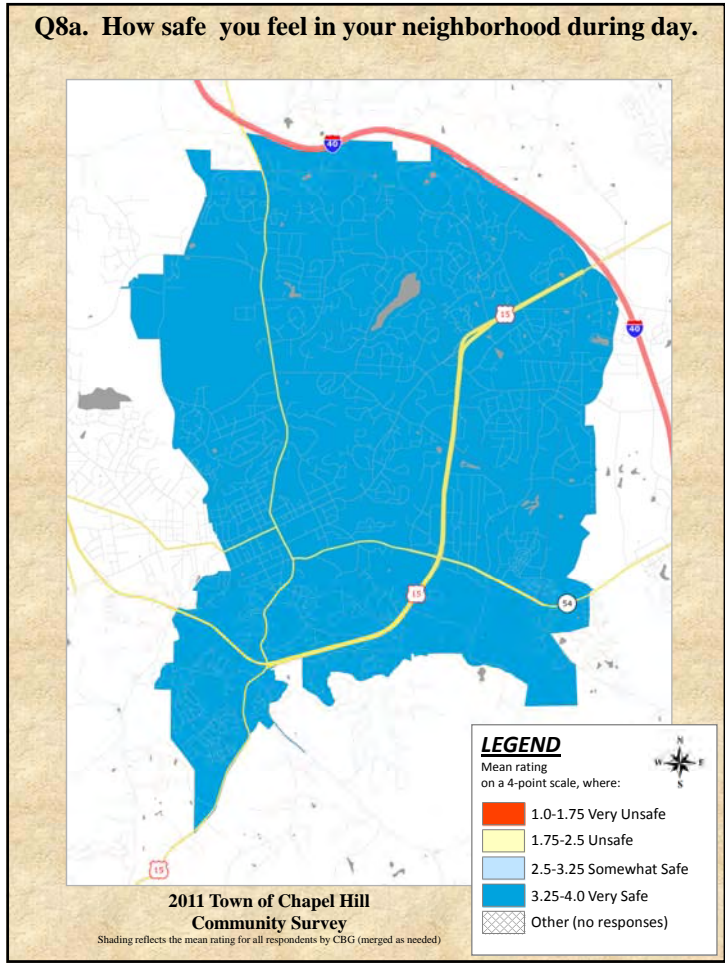 Q8a. How safe you feel in your neighborhood during day.
40
15
40
15
54
15
LEGEND
Mean rating
on a 4-point scale, where:
N
W E
S
1.0-1.75 Very Unsafe
1.75-2.5 Unsafe
2.5-3.25 Somewhat Safe
3.25-4.0 Very Safe
Other (no responses)
2011 Town of Chapel Hill
Community Survey
Shading reflects the mean rating for all respondents by CBG (merged as needed)